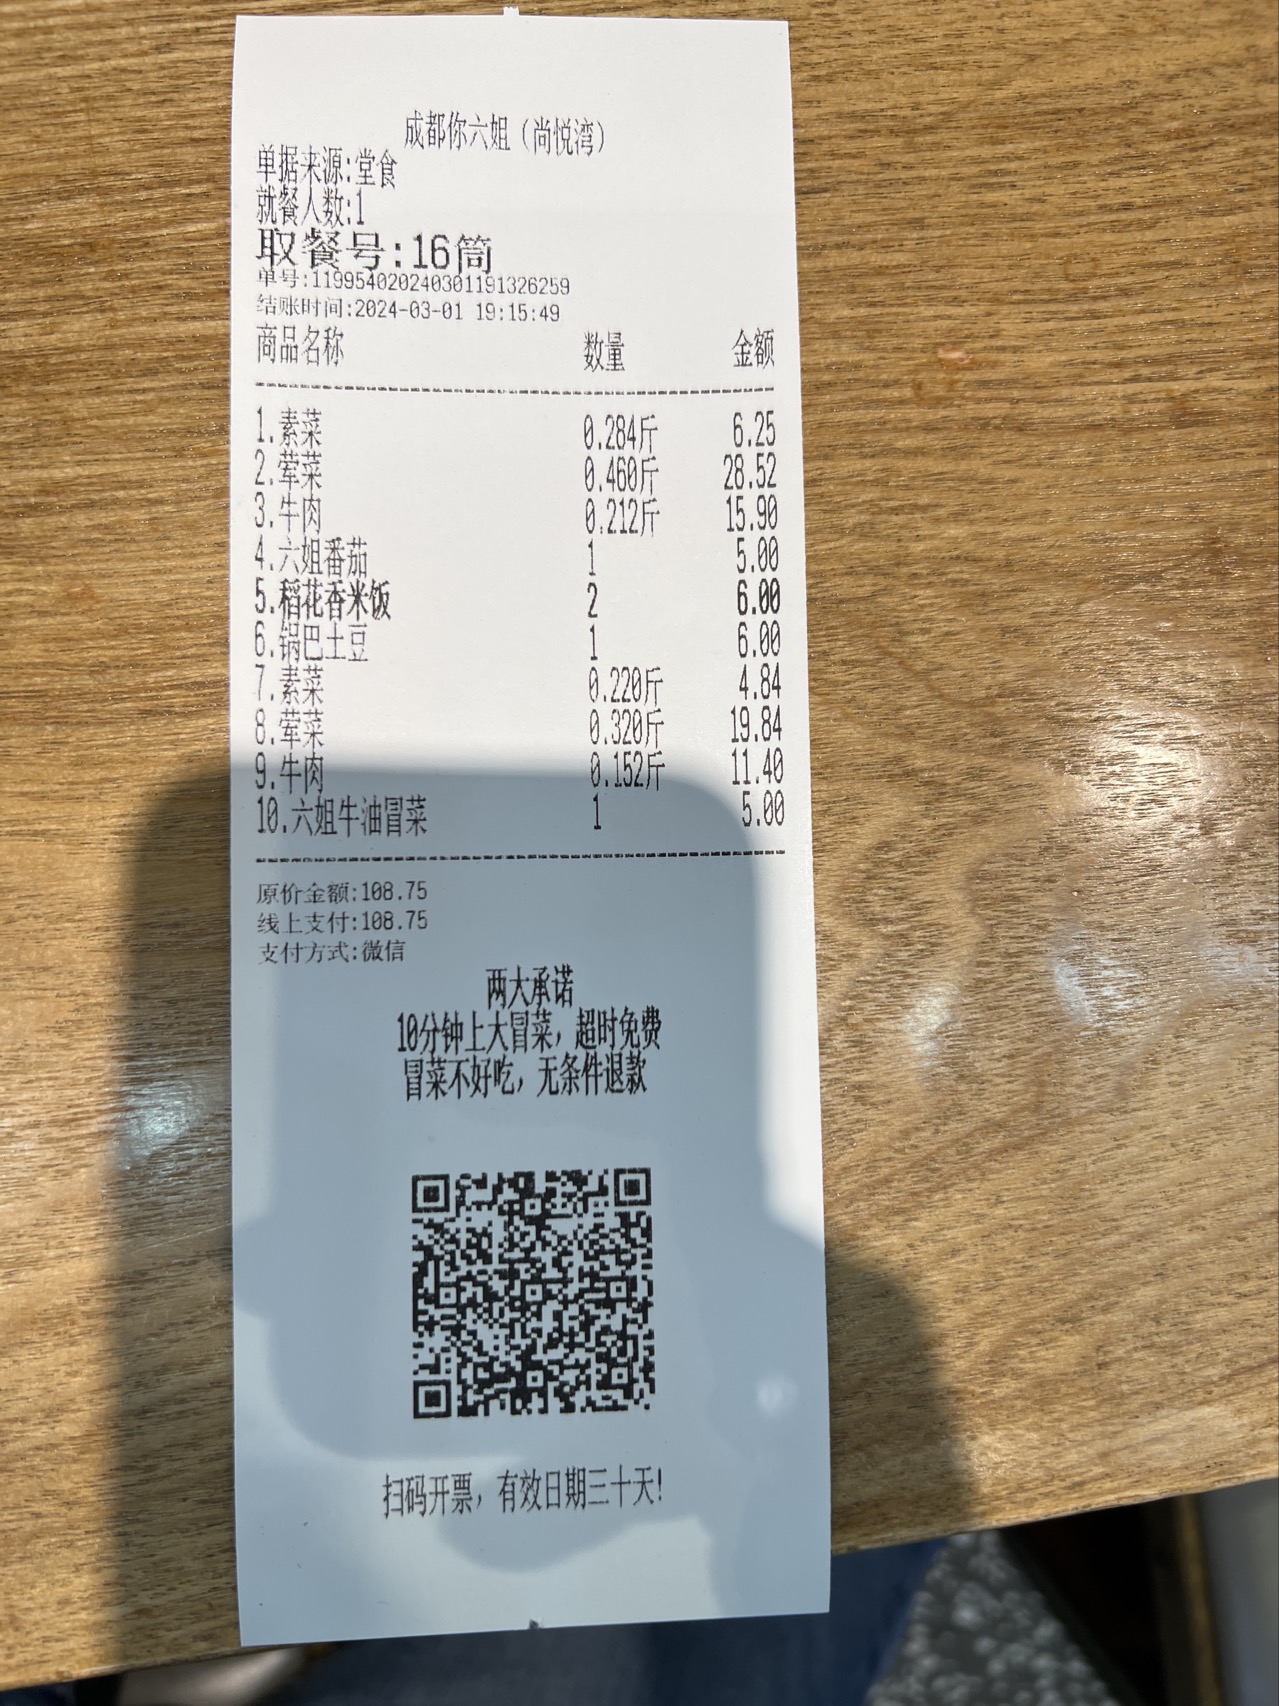 成都你六姐（尚悦湾）
单据来源:堂食
就餐人数:1
取餐号:16筒
单号:119954020240301191326259
结账时间:2024-03-01 19:15:49
商品名称 数量 金额
1.素菜 0.284斤 6.25
2.荤菜 0.460斤 28.52
3.牛肉 0.212斤 15.90
4.六姐番茄 1 5.00
5.稻花香米饭 2 6.00
6.锅巴土豆 1 6.00
7.素菜 0.220斤 4.84
8.荤菜 0.320斤 19.84
9.牛肉 0.152斤 11.40
10.六姐牛油冒菜 1 5.00
原价金额:108.75
线上支付:108.75
支付方式:微信
两大承诺
10分钟上大冒菜，超时免费
冒菜不好吃，无条件退款
扫码开票，有效日期三十天!